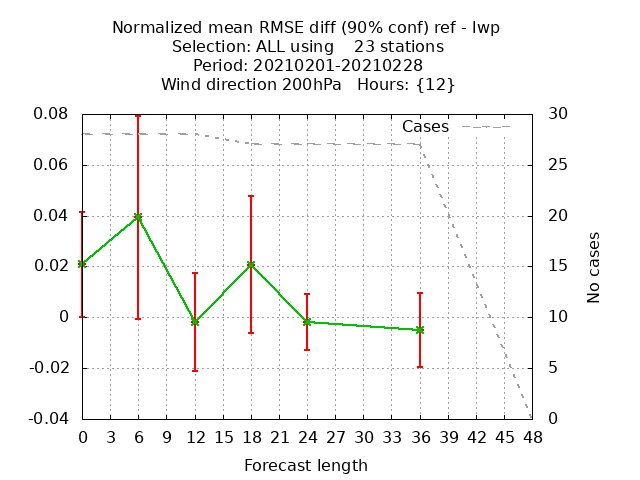 Normalized mean RMSE diff (90% conf) ref - lwp
Selection: ALL using    23 stations
Period: 20210201-20210228
Wind direction 200hPa   Hours: {12}
Cases
0.08
0.06
0.04
0.02
0
-0.02
-0.04
30
25
20
15
10
5
0
No cases
0 3 6 9 12 15 18 21 24 27 30 33 36 39 42 45 48
Forecast length